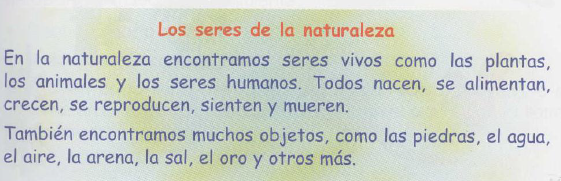 Los seres de la naturaleza
En la naturaleza encontramos seres vivos como las plantas,
los animales y los seres humanos. Todos nacen, se alimentan,
crecen, se reproducen, sienten y mueren.
También encontramos muchos objetos, como las piedras, el agua,
el aire, la arena, la sal, el oro y otros más.